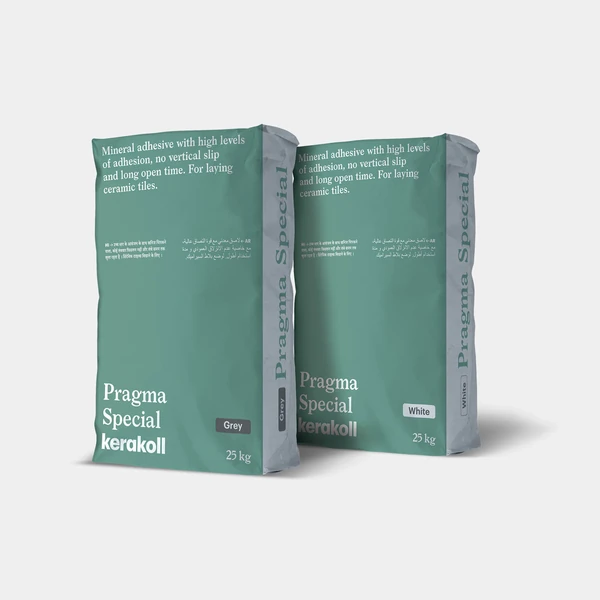 Mineral adhesive with high levels
of adhesion, no vertical slip
and long open time. For laying
ceramic tiles.
Pragma
Special
kerakoll
Grey
25 kg
Pragma Special
Grey
Mineral adhesive with high levels
of adhesion, no vertical slip
and long open time. For laying
ceramic tiles.
Pragma
Special
kerakoll
White
25 kg
Pragma Special
White